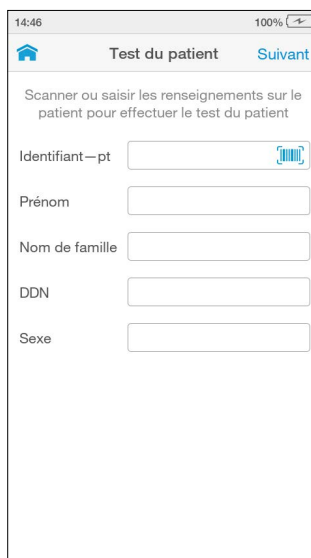 14:46 100%
Test du patient Suivant
Scanner ou saisir les renseignements sur le
patient pour effectuer le test du patient
Identifiant—pt
Prénom
Nom de famille
DDN
Sexe